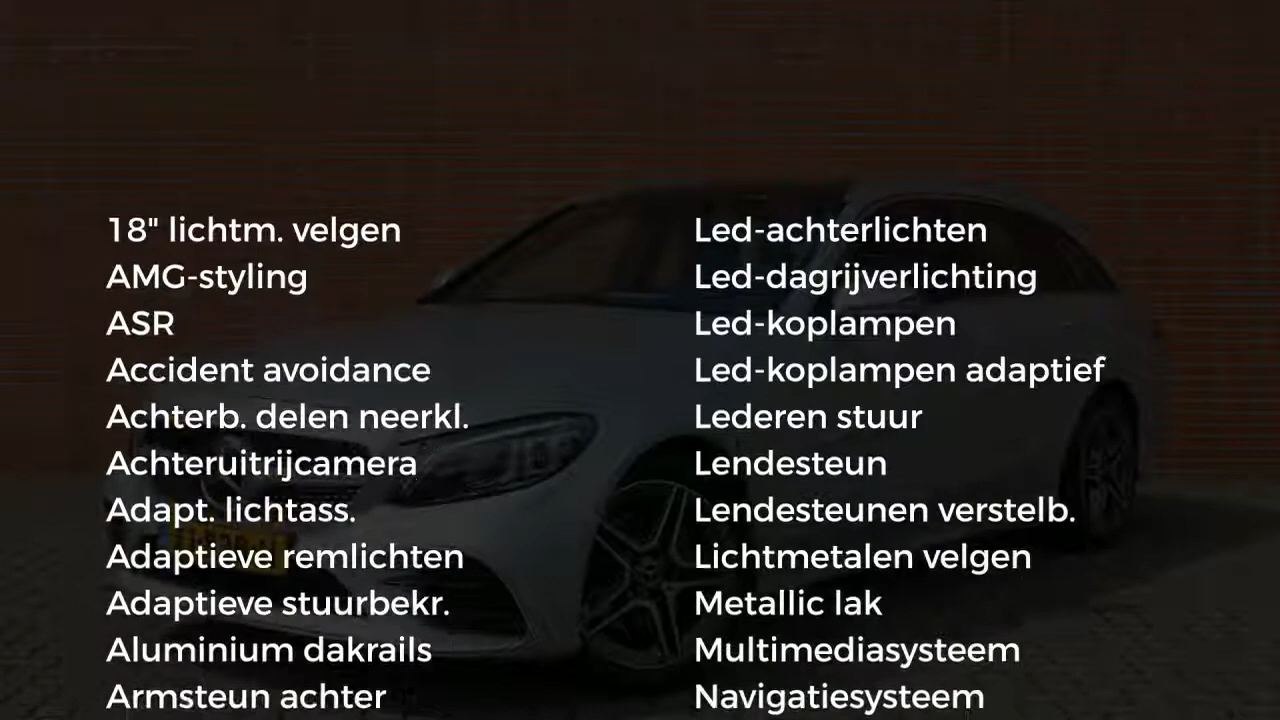 18" lichtm. velgen
AMG-styling
ASR
Accident avoidance
Achterb. delen neerkl.
Achteruitrijcamera
Adapt. lichtass.
Adaptieve remlichten
Adaptieve stuurbekr.
Aluminium dakrails
Armsteun achter
Led-achterlichten
Led-dagrijverlichting
Led-koplampen
Led-koplampen adaptief
Lederen stuur
Lendesteun
Lendesteunen verstelb.
Lichtmetalen velgen
Metallic lak
Multimediasysteem
Navigatiesysteem